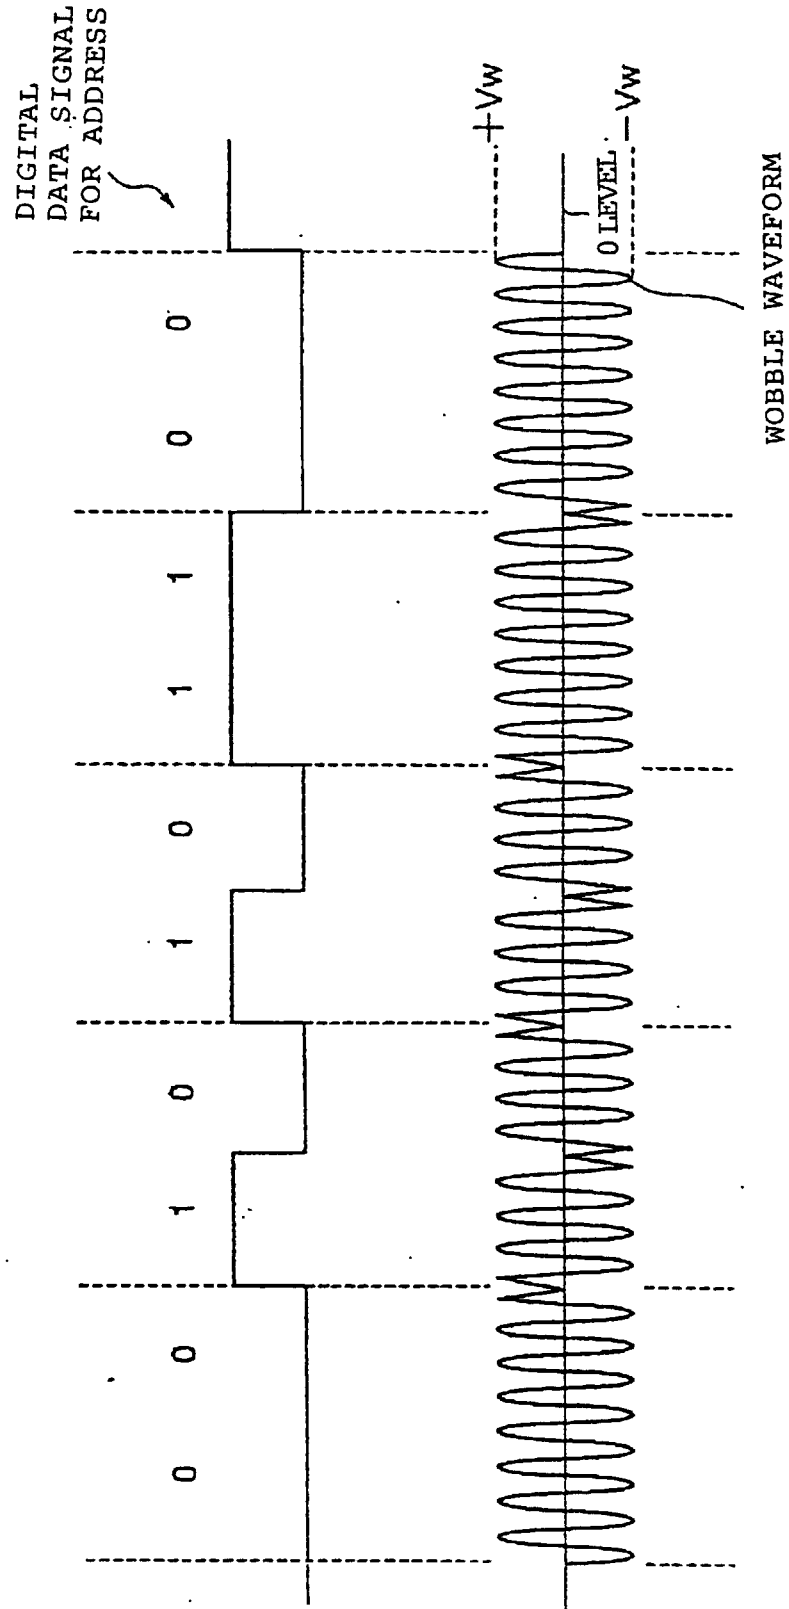 DIGITAL
DATA SIGNAL
FOR ADDRESS
0 0 1 0 1 0 1 1 0 0
+Vw
0 LEVEL
−Vw
WOBBLE WAVEFORM